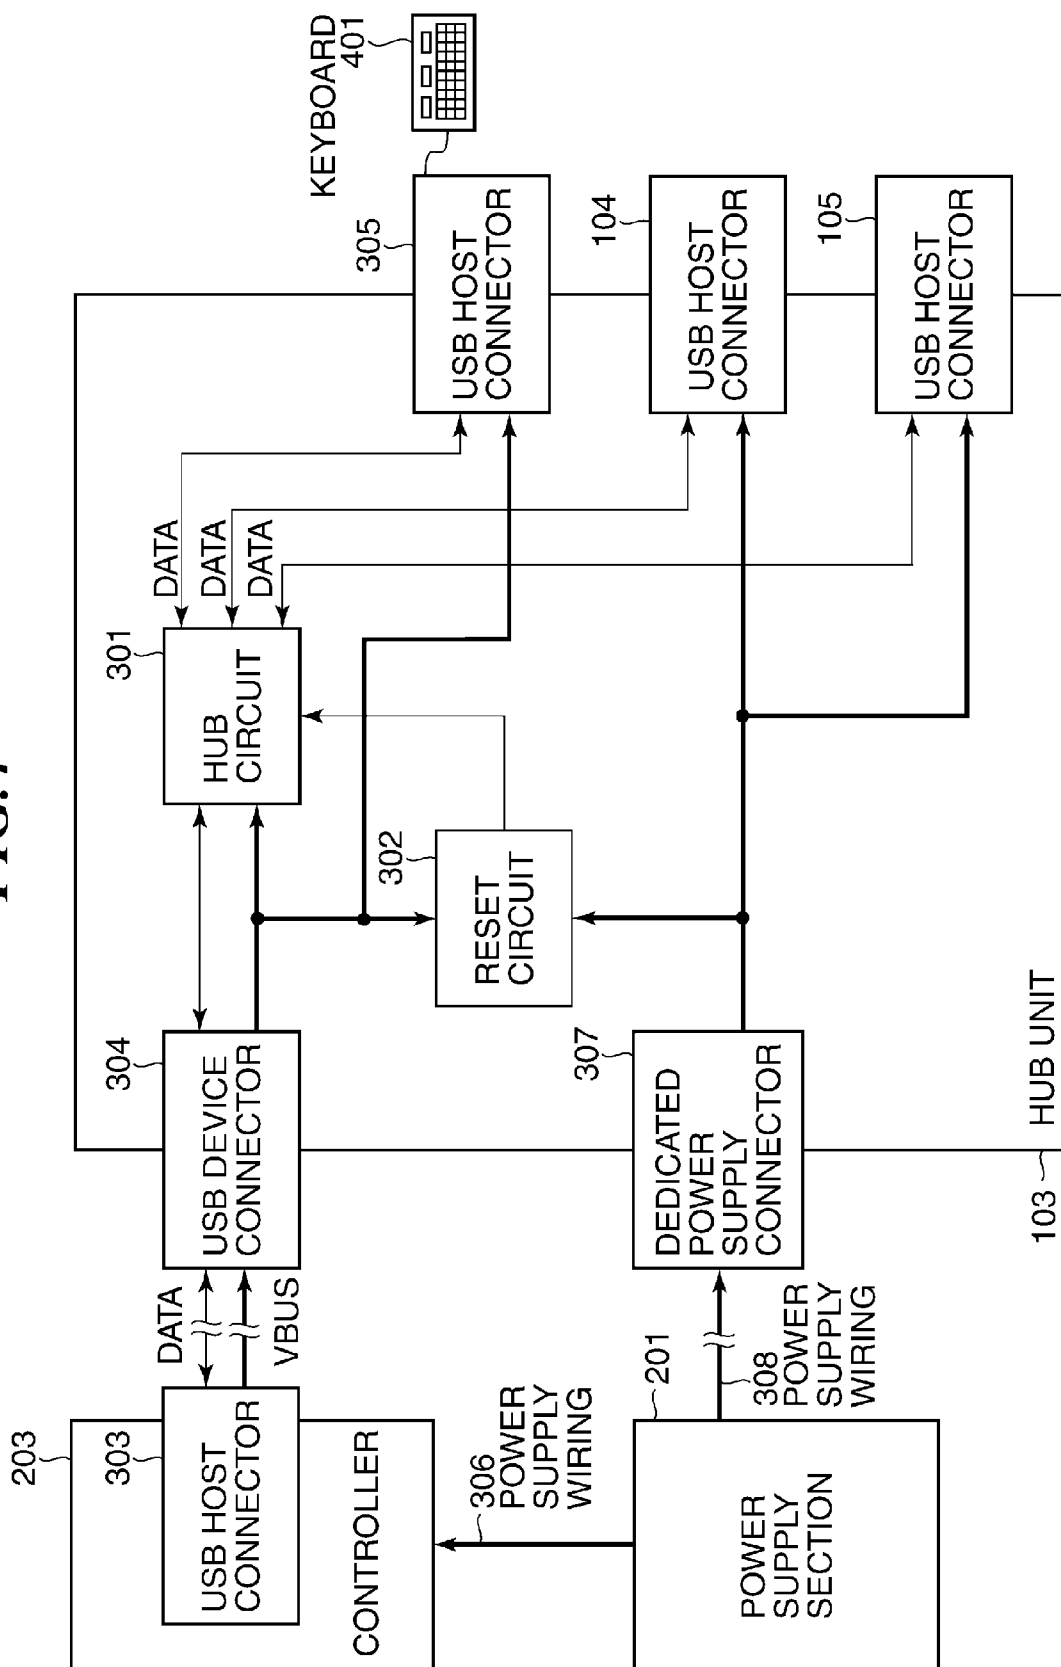 203
303
USB HOST
CONNECTOR
CONTROLLER
DATA
VBUS
304
USB DEVICE
CONNECTOR
301
HUB
CIRCUIT
DATA
DATA
DATA
305
USB HOST
CONNECTOR
KEYBOARD
401
302
RESET
CIRCUIT
104
USB HOST
CONNECTOR
105
USB HOST
CONNECTOR
306
POWER
SUPPLY
WIRING
201
POWER
SUPPLY
SECTION
308
POWER
SUPPLY
WIRING
307
DEDICATED
POWER
SUPPLY
CONNECTOR
103
HUB UNIT